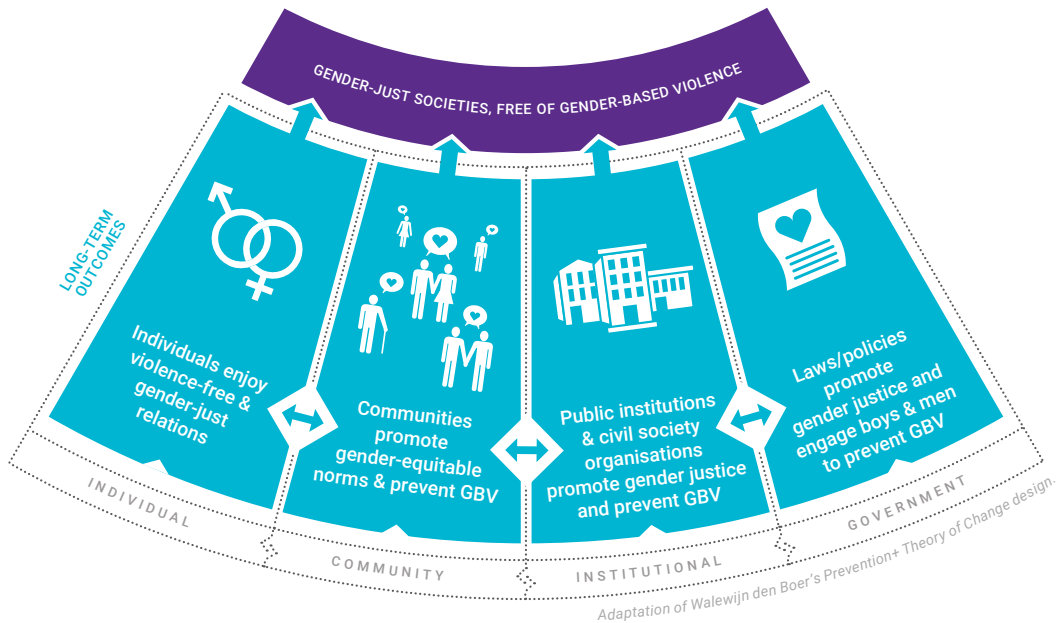 GENDER-JUST SOCIETIES, FREE OF GENDER-BASED VIOLENCE
LONG-TERM
OUTCOMES
Individuals enjoy
violence-free &
gender-just
relations
Communities
promote
gender-equitable
norms & prevent GBV
Public institutions
& civil society
organisations
promote gender justice
and prevent GBV
Laws/policies
promote
gender justice and
engage boys & men
to prevent GBV
INDIVIDUAL
COMMUNITY
INSTITUTIONAL
GOVERNMENT
Adaptation of Walewijn den Boer's Prevention+ Theory of Change design.